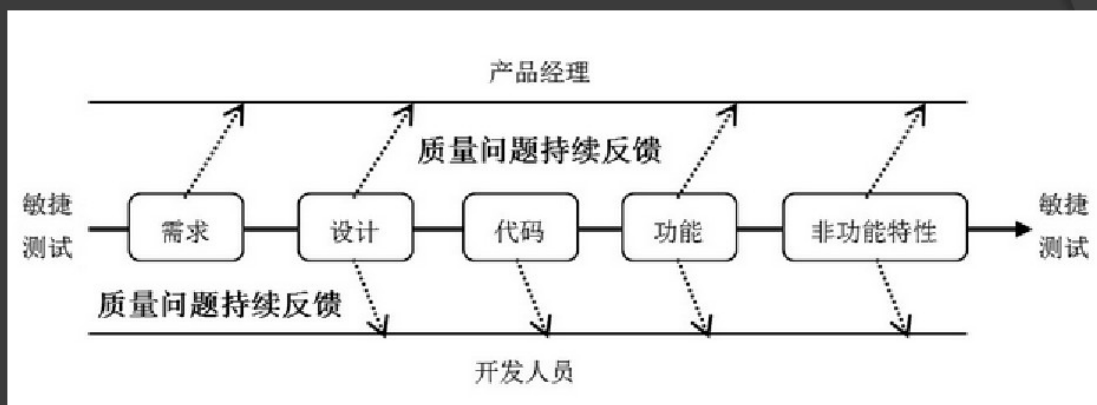 产品经理
质量问题持续反馈
敏捷
测试
需求
设计
代码
功能
非功能特性
敏捷
测试
质量问题持续反馈
开发人员